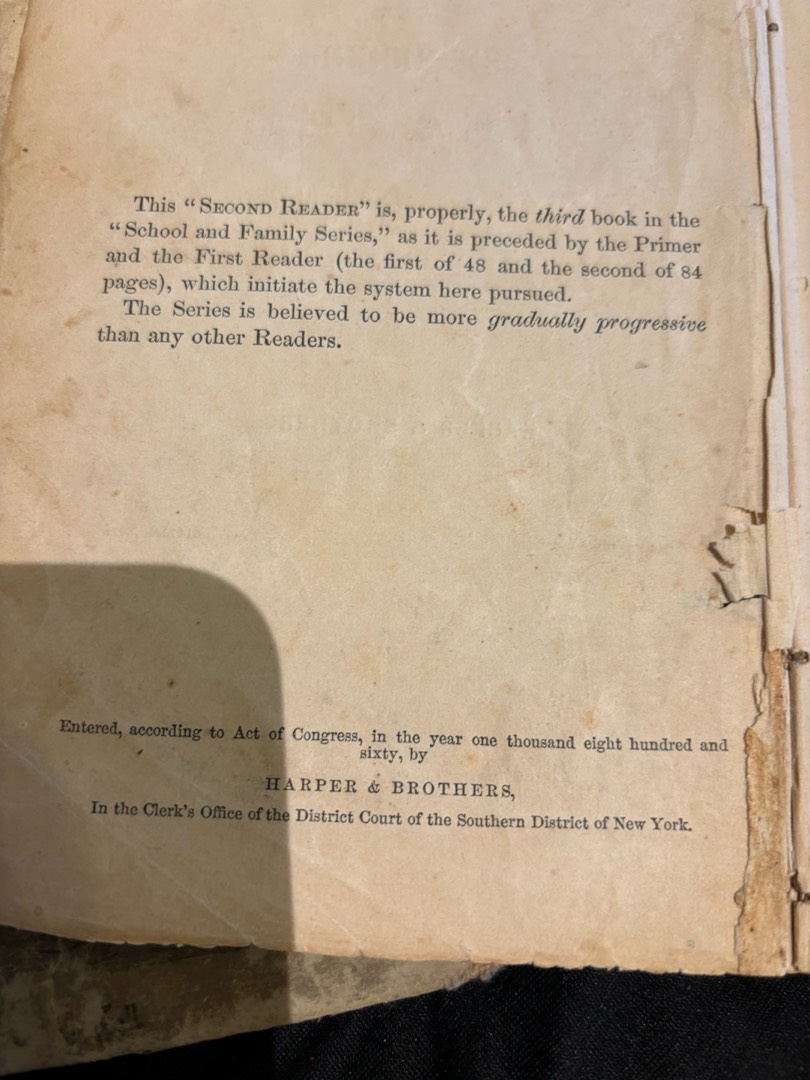 This “SECOND READER” is, properly, the third book in the
“School and Family Series,” as it is preceded by the Primer
and the First Reader (the first of 48 and the second of 84
pages), which initiate the system here pursued.
The Series is believed to be more gradually progressive
than any other Readers.
Entered, according to Act of Congress, in the year one thousand eight hundred and
sixty, by
HARPER & BROTHERS,
In the Clerk's Office of the District Court of the Southern District of New York.